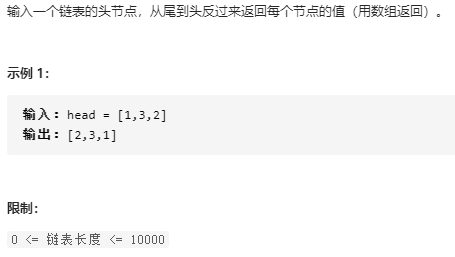 输入一个链表的头节点，从尾到头反过来返回每个节点的值（用数组返回）。
示例 1：
输入：head = [1,3,2]
输出：[2,3,1]
限制：
0 <= 链表长度 <= 10000